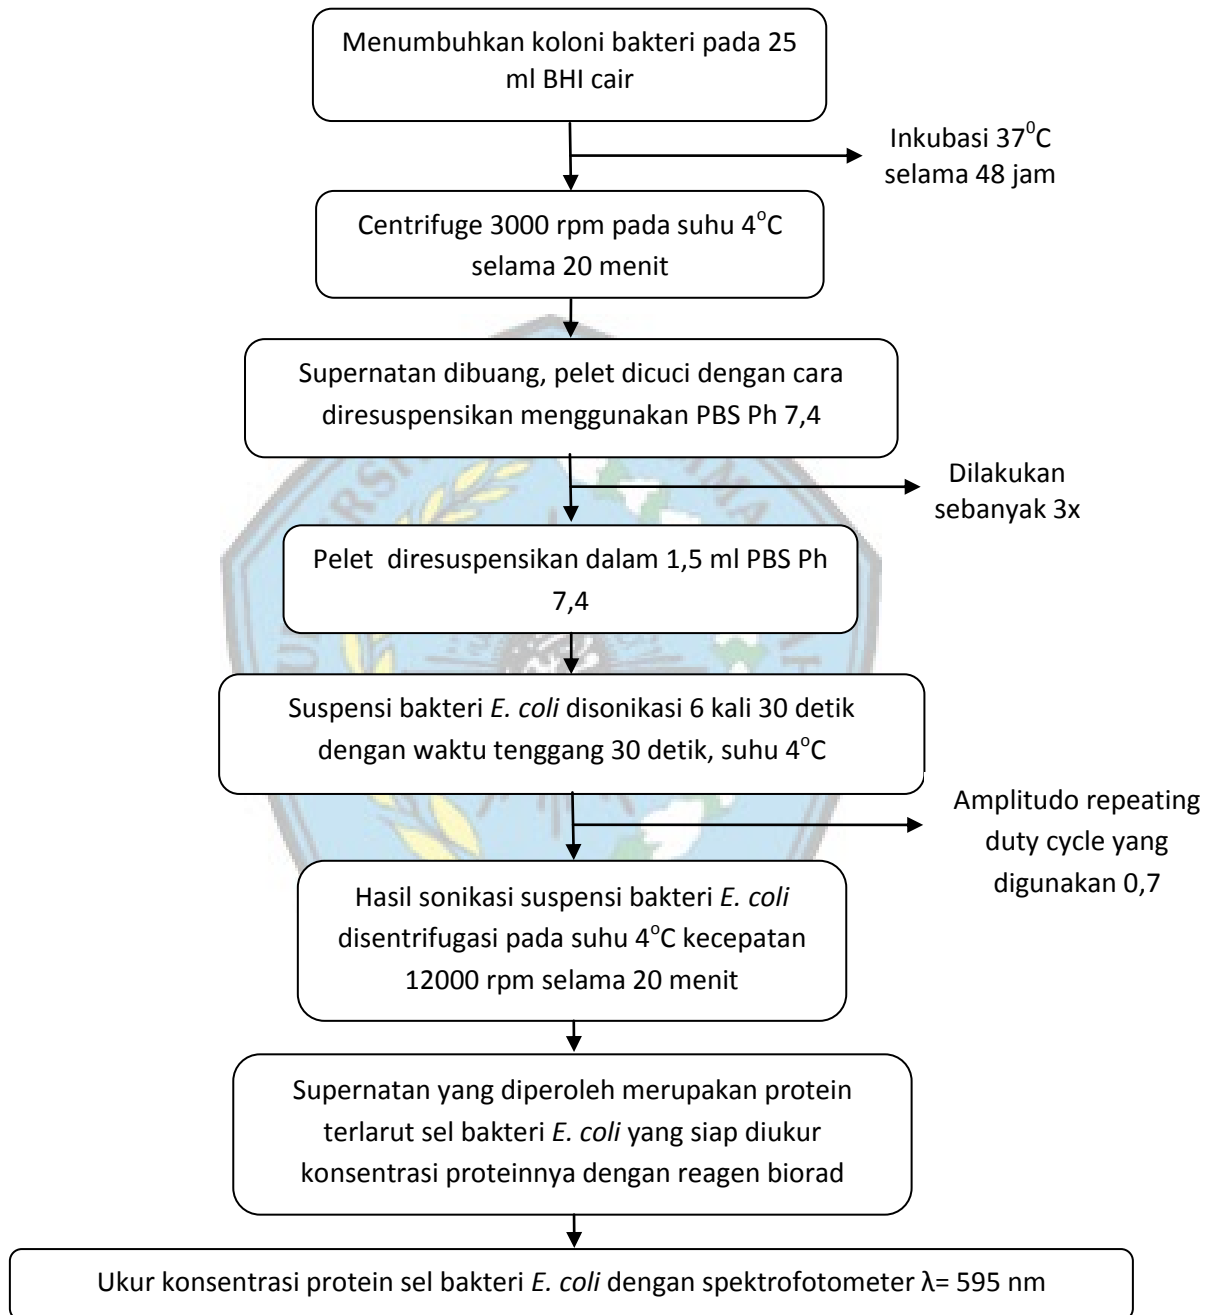 Menumbuhkan koloni bakteri pada 25
ml BHI cair
Inkubasi 37⁰C
selama 48 jam
Centrifuge 3000 rpm pada suhu 4ᵒC
selama 20 menit
Supernatan dibuang, pelet dicuci dengan cara
diresuspensikan menggunakan PBS Ph 7,4
Dilakukan
sebanyak 3x
Pelet diresuspensikan dalam 1,5 ml PBS Ph
7,4
Suspensi bakteri E. coli disonikasi 6 kali 30 detik
dengan waktu tenggang 30 detik, suhu 4ᵒC
Amplitudo repeating
duty cycle yang
digunakan 0,7
Hasil sonikasi suspensi bakteri E. coli
disentrifugasi pada suhu 4ᵒC kecepatan
12000 rpm selama 20 menit
Supernatan yang diperoleh merupakan protein
terlarut sel bakteri E. coli yang siap diukur
konsentrasi proteinnya dengan reagen biorad
Ukur konsentrasi protein sel bakteri E. coli dengan spektrofotometer λ= 595 nm